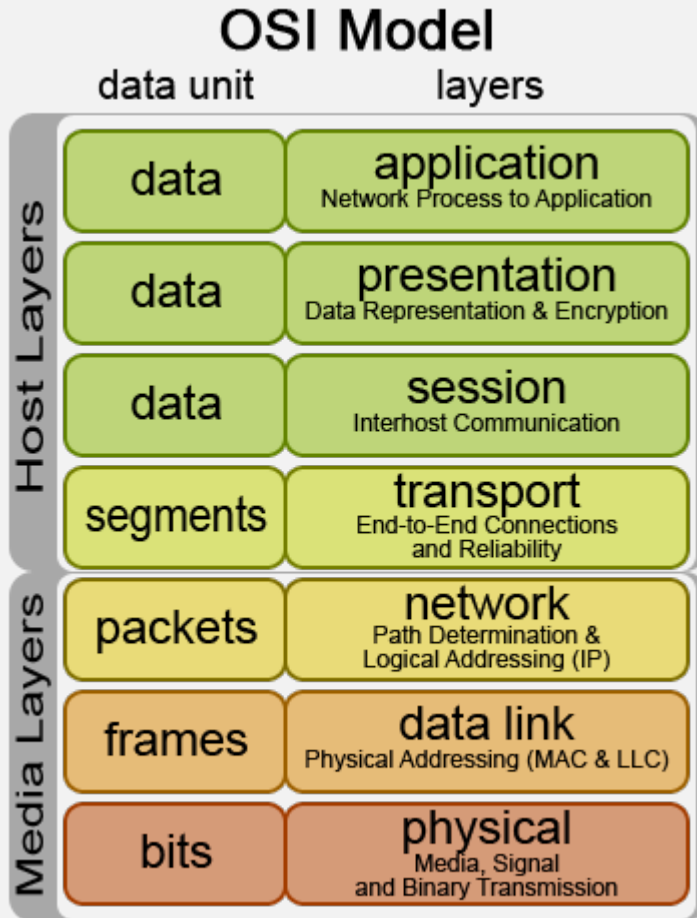 OSI Model
data unit layers
Host Layers
data application
Network Process to Application
data presentation
Data Representation & Encryption
data session
Interhost Communication
segments transport
End-to-End Connections
and Reliability
Media Layers
packets network
Path Determination &
Logical Addressing (IP)
frames data link
Physical Addressing (MAC & LLC)
bits physical
Media, Signal
and Binary Transmission